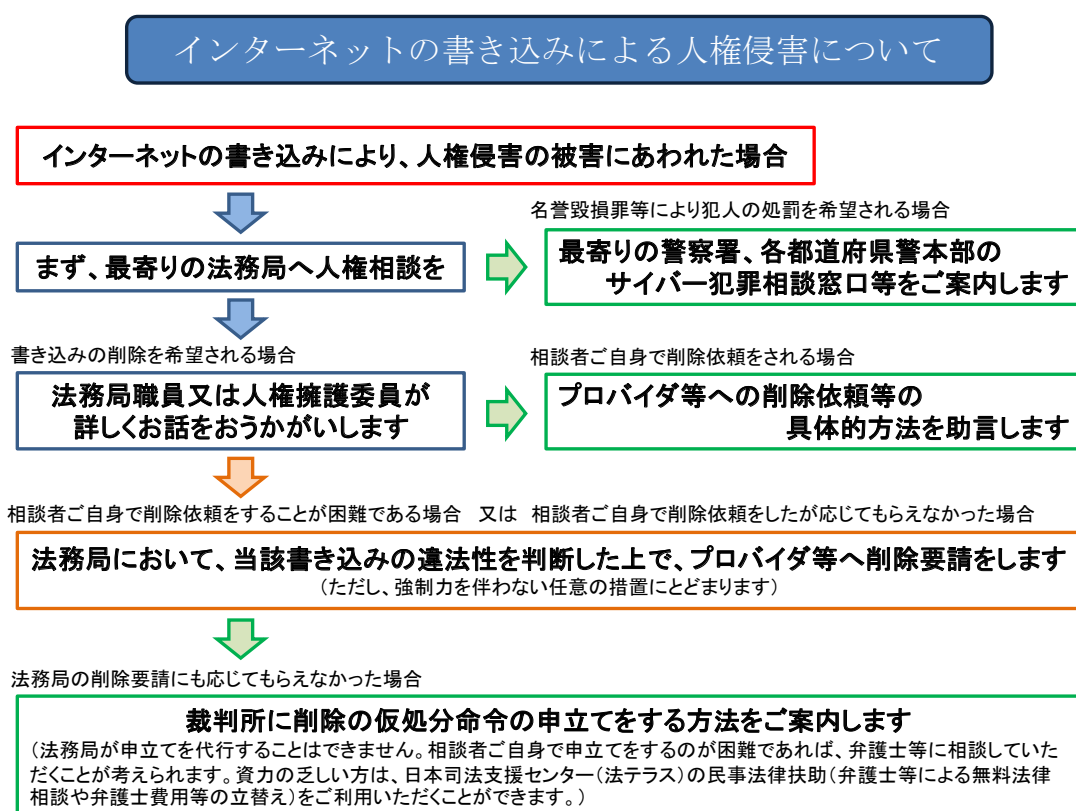 インターネットの書き込みによる人権侵害について
インターネットの書き込みにより、人権侵害の被害にあわれた場合
名誉毀損罪等により犯人の処罰を希望される場合
まず、最寄りの法務局へ人権相談を
最寄りの警察署、各都道府県警本部の
サイバー犯罪相談窓口等をご案内します
書き込みの削除を希望される場合
相談者ご自身で削除依頼をされる場合
法務局職員又は人権擁護委員が
詳しくお話をおうかがいします
プロバイダ等への削除依頼等の
具体的方法を助言します
相談者ご自身で削除依頼をすることが困難である場合 又は 相談者ご自身で削除依頼をしたが応じてもらえなかった場合
法務局において、当該書き込みの違法性を判断した上で、プロバイダ等へ削除要請をします
(ただし、強制力を伴わない任意の措置にとどまります)
法務局の削除要請にも応じてもらえなかった場合
裁判所に削除の仮処分命令の申立てをする方法をご案内します
(法務局が申立てを代行することはできません。相談者ご自身で申立てをするのが困難であれば、弁護士等に相談していた
だくことが考えられます。資力の乏しい方は、日本司法支援センター(法テラス)の民事法律扶助(弁護士等による無料法律
相談や弁護士費用等の立替え)をご利用いただくことができます。)